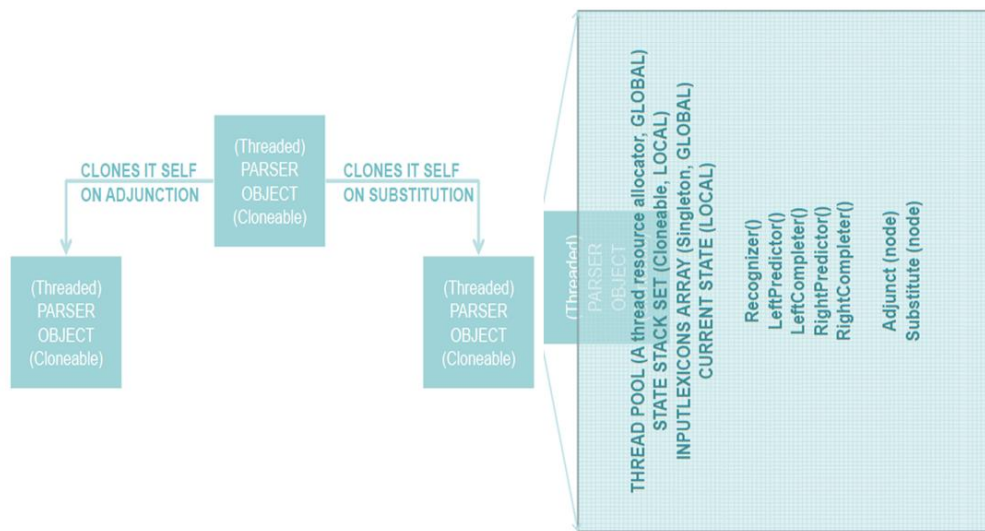 (Threaded)
PARSER
OBJECT
(Cloneable)
CLONES IT SELF
ON ADJUNCTION
CLONES IT SELF
ON SUBSTITUTION
(Threaded)
PARSER
OBJECT
(Cloneable)
(Threaded)
PARSER
OBJECT
(Cloneable)
(Threaded)
PARSER
OBJECT
THREAD POOL (A thread resource allocator, GLOBAL)
STATE STACK SET (Cloneable, LOCAL)
INPUTLEXICONS ARRAY (Singleton, GLOBAL)
CURRENT STATE (LOCAL)
Recognizer()
LeftPredictor()
LeftCompleter()
RightPredictor()
RightCompleter()
Adjunct (node)
Substitute (node)